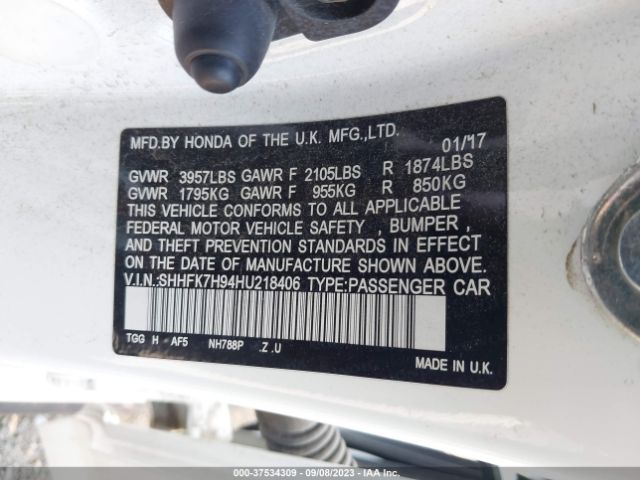 MFD.BY HONDA OF THE U.K. MFG.,LTD. 01/17
GVWR 3957LBS GAWR F 2105LBS R 1874LBS
GVWR 1795KG GAWR F 955KG R 850KG
THIS VEHICLE CONFORMS TO ALL APPLICABLE
FEDERAL MOTOR VEHICLE SAFETY , BUMPER ,
AND THEFT PREVENTION STANDARDS IN EFFECT
ON THE DATE OF MANUFACTURE SHOWN ABOVE.
V.I.N.:SHHFK7H94HU218406 TYPE:PASSENGER CAR
TGG H - AF5 NH788P .Z .U
MADE IN U.K.
000-37534309 - 09/08/2023 - IAA Inc.